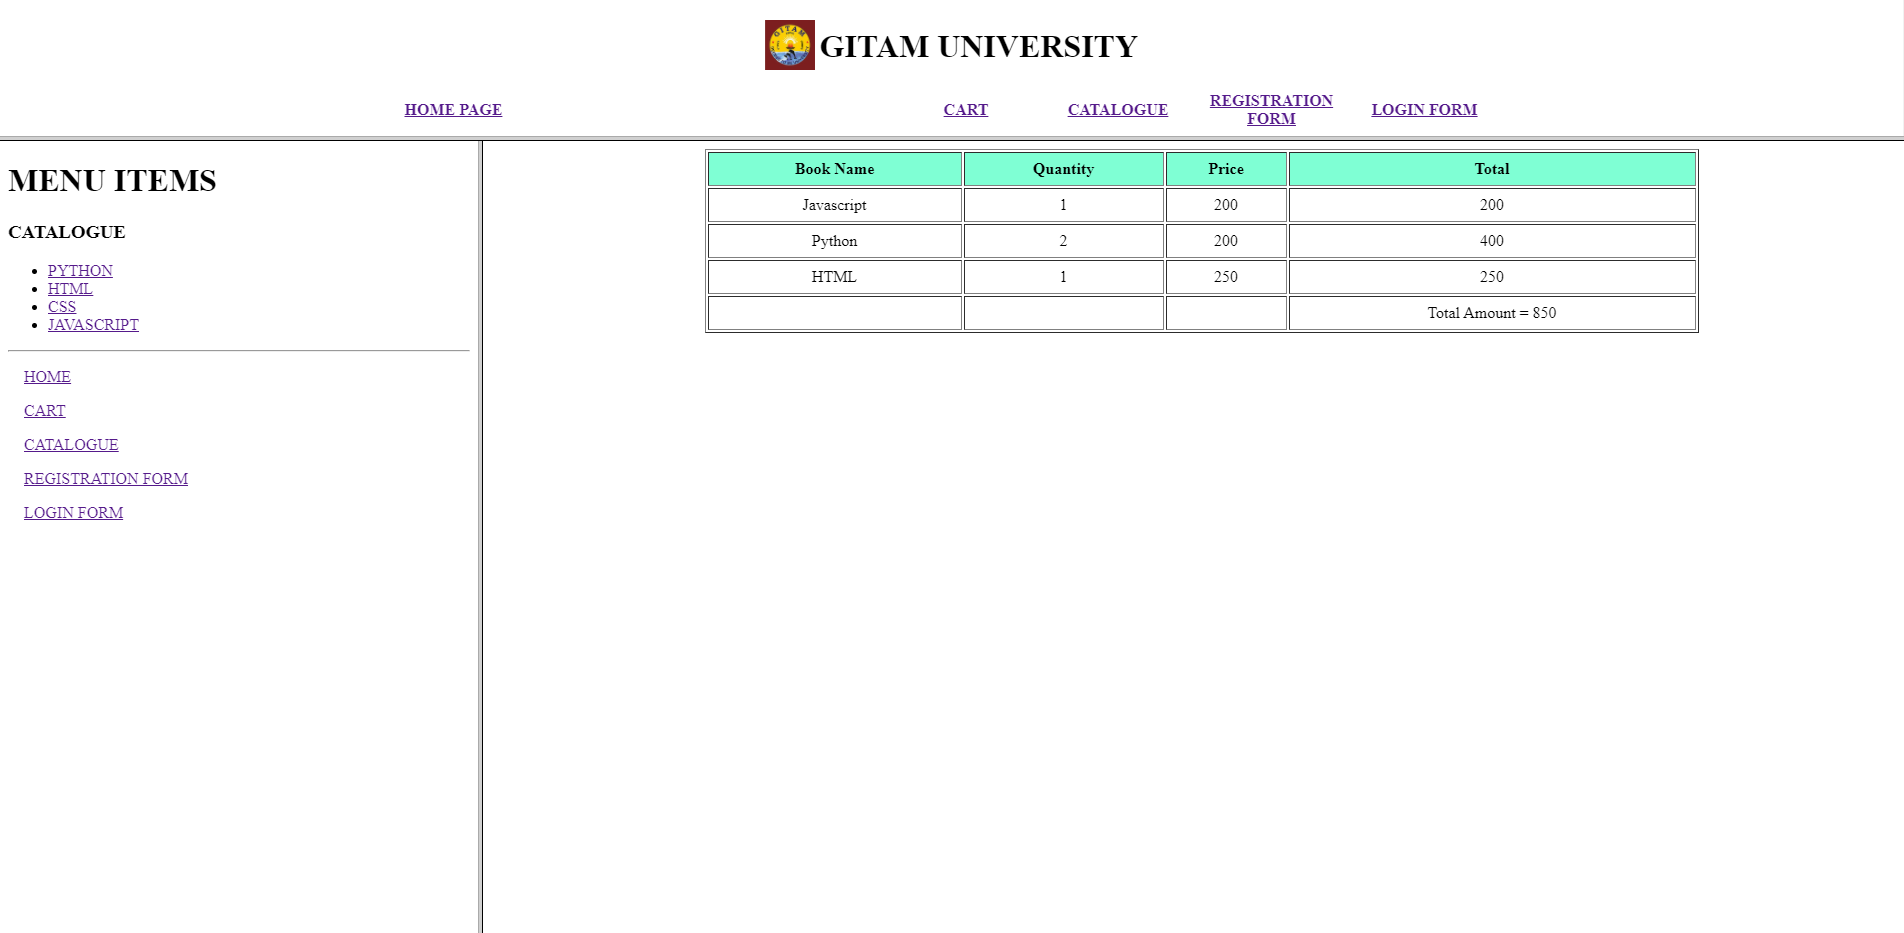 GITAM
GITAM UNIVERSITY
HOME PAGE
CART
CATALOGUE
REGISTRATION
FORM
LOGIN FORM
MENU ITEMS
CATALOGUE
PYTHON
HTML
CSS
JAVASCRIPT
HOME
CART
CATALOGUE
REGISTRATION FORM
LOGIN FORM
Book Name Quantity Price Total
Javascript 1 200 200
Python 2 200 400
HTML 1 250 250
Total Amount = 850